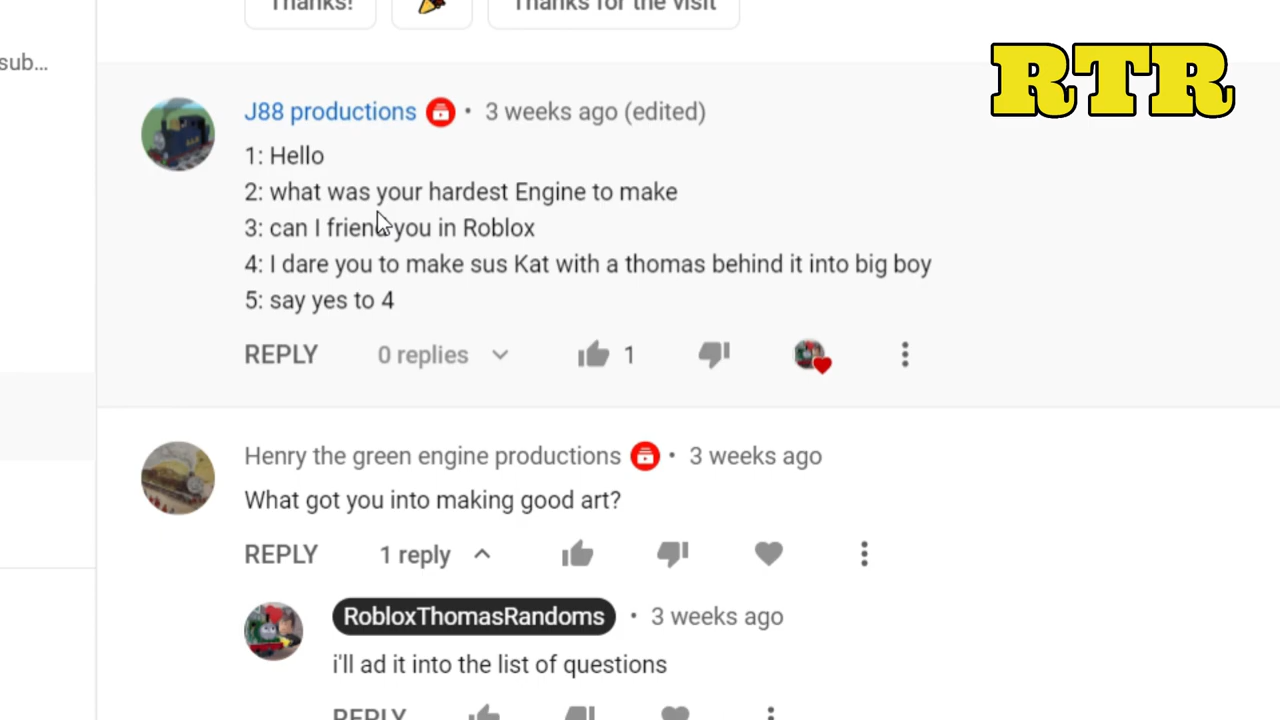 Thanks!
Thanks for the visit
sub...
RTR
J88 productions • 3 weeks ago (edited)
1: Hello
2: what was your hardest Engine to make
3: can I friend you in Roblox
4: I dare you to make sus Kat with a thomas behind it into big boy
5: say yes to 4
REPLY 0 replies 1
Henry the green engine productions • 3 weeks ago
What got you into making good art?
REPLY 1 reply
RobloxThomasRandoms • 3 weeks ago
i'll ad it into the list of questions
REPLY